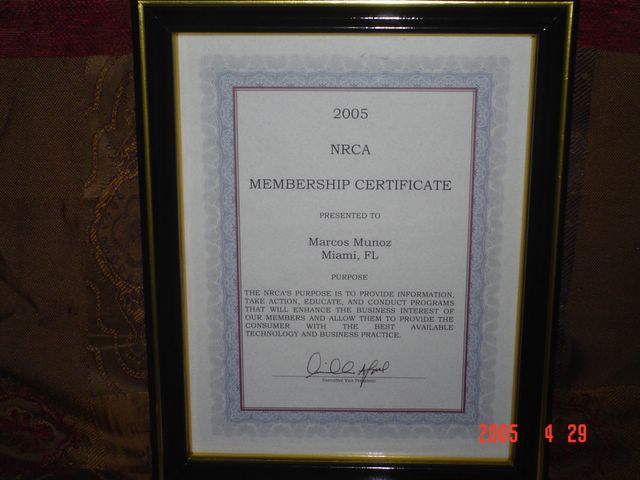 2005
NRCA
MEMBERSHIP CERTIFICATE
PRESENTED TO
Marcos Munoz
Miami, FL
PURPOSE
THE NRCA'S PURPOSE IS TO PROVIDE INFORMATION,
TAKE ACTION, EDUCATE, AND CONDUCT PROGRAMS
THAT WILL ENHANCE THE BUSINESS INTEREST OF
OUR MEMBERS AND ALLOW THEM TO PROVIDE THE
CONSUMER WITH THE BEST AVAILABLE
TECHNOLOGY AND BUSINESS PRACTICE.
Executive Vice President
2005 4 29